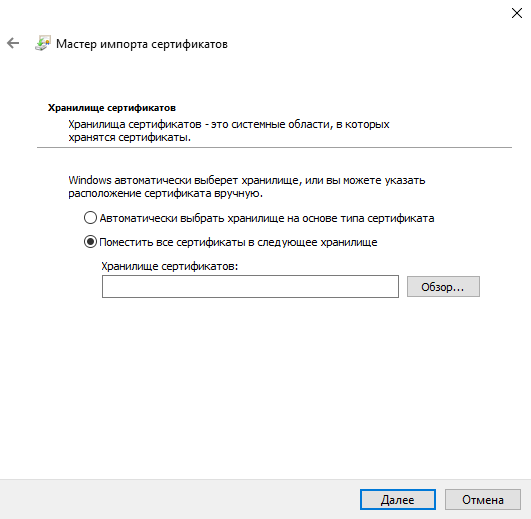 Мастер импорта сертификатов
Хранилище сертификатов
Хранилища сертификатов - это системные области, в которых
хранятся сертификаты.
Windows автоматически выберет хранилище, или вы можете указать
расположение сертификата вручную.
Автоматически выбрать хранилище на основе типа сертификата
Поместить все сертификаты в следующее хранилище
Хранилище сертификатов:
Обзор...
Далее
Отмена